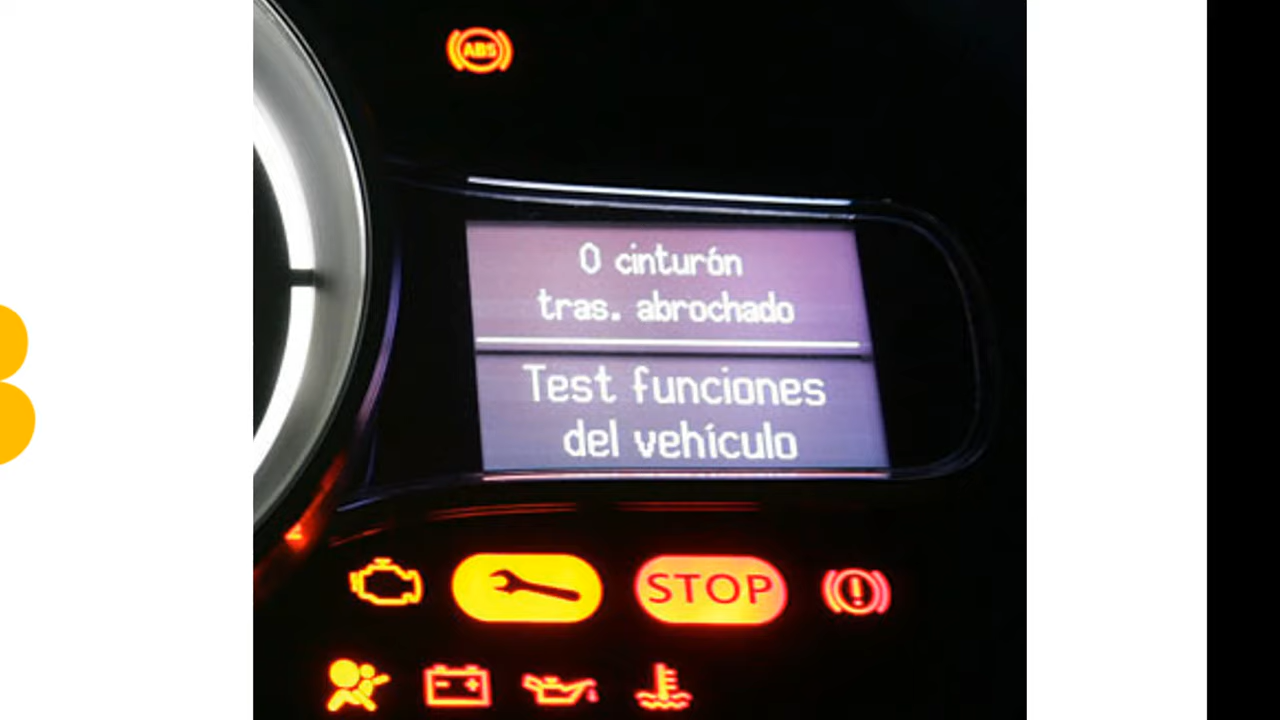 ABS
0 cinturón
tras. abrochado
Test funciones
del vehículo
STOP